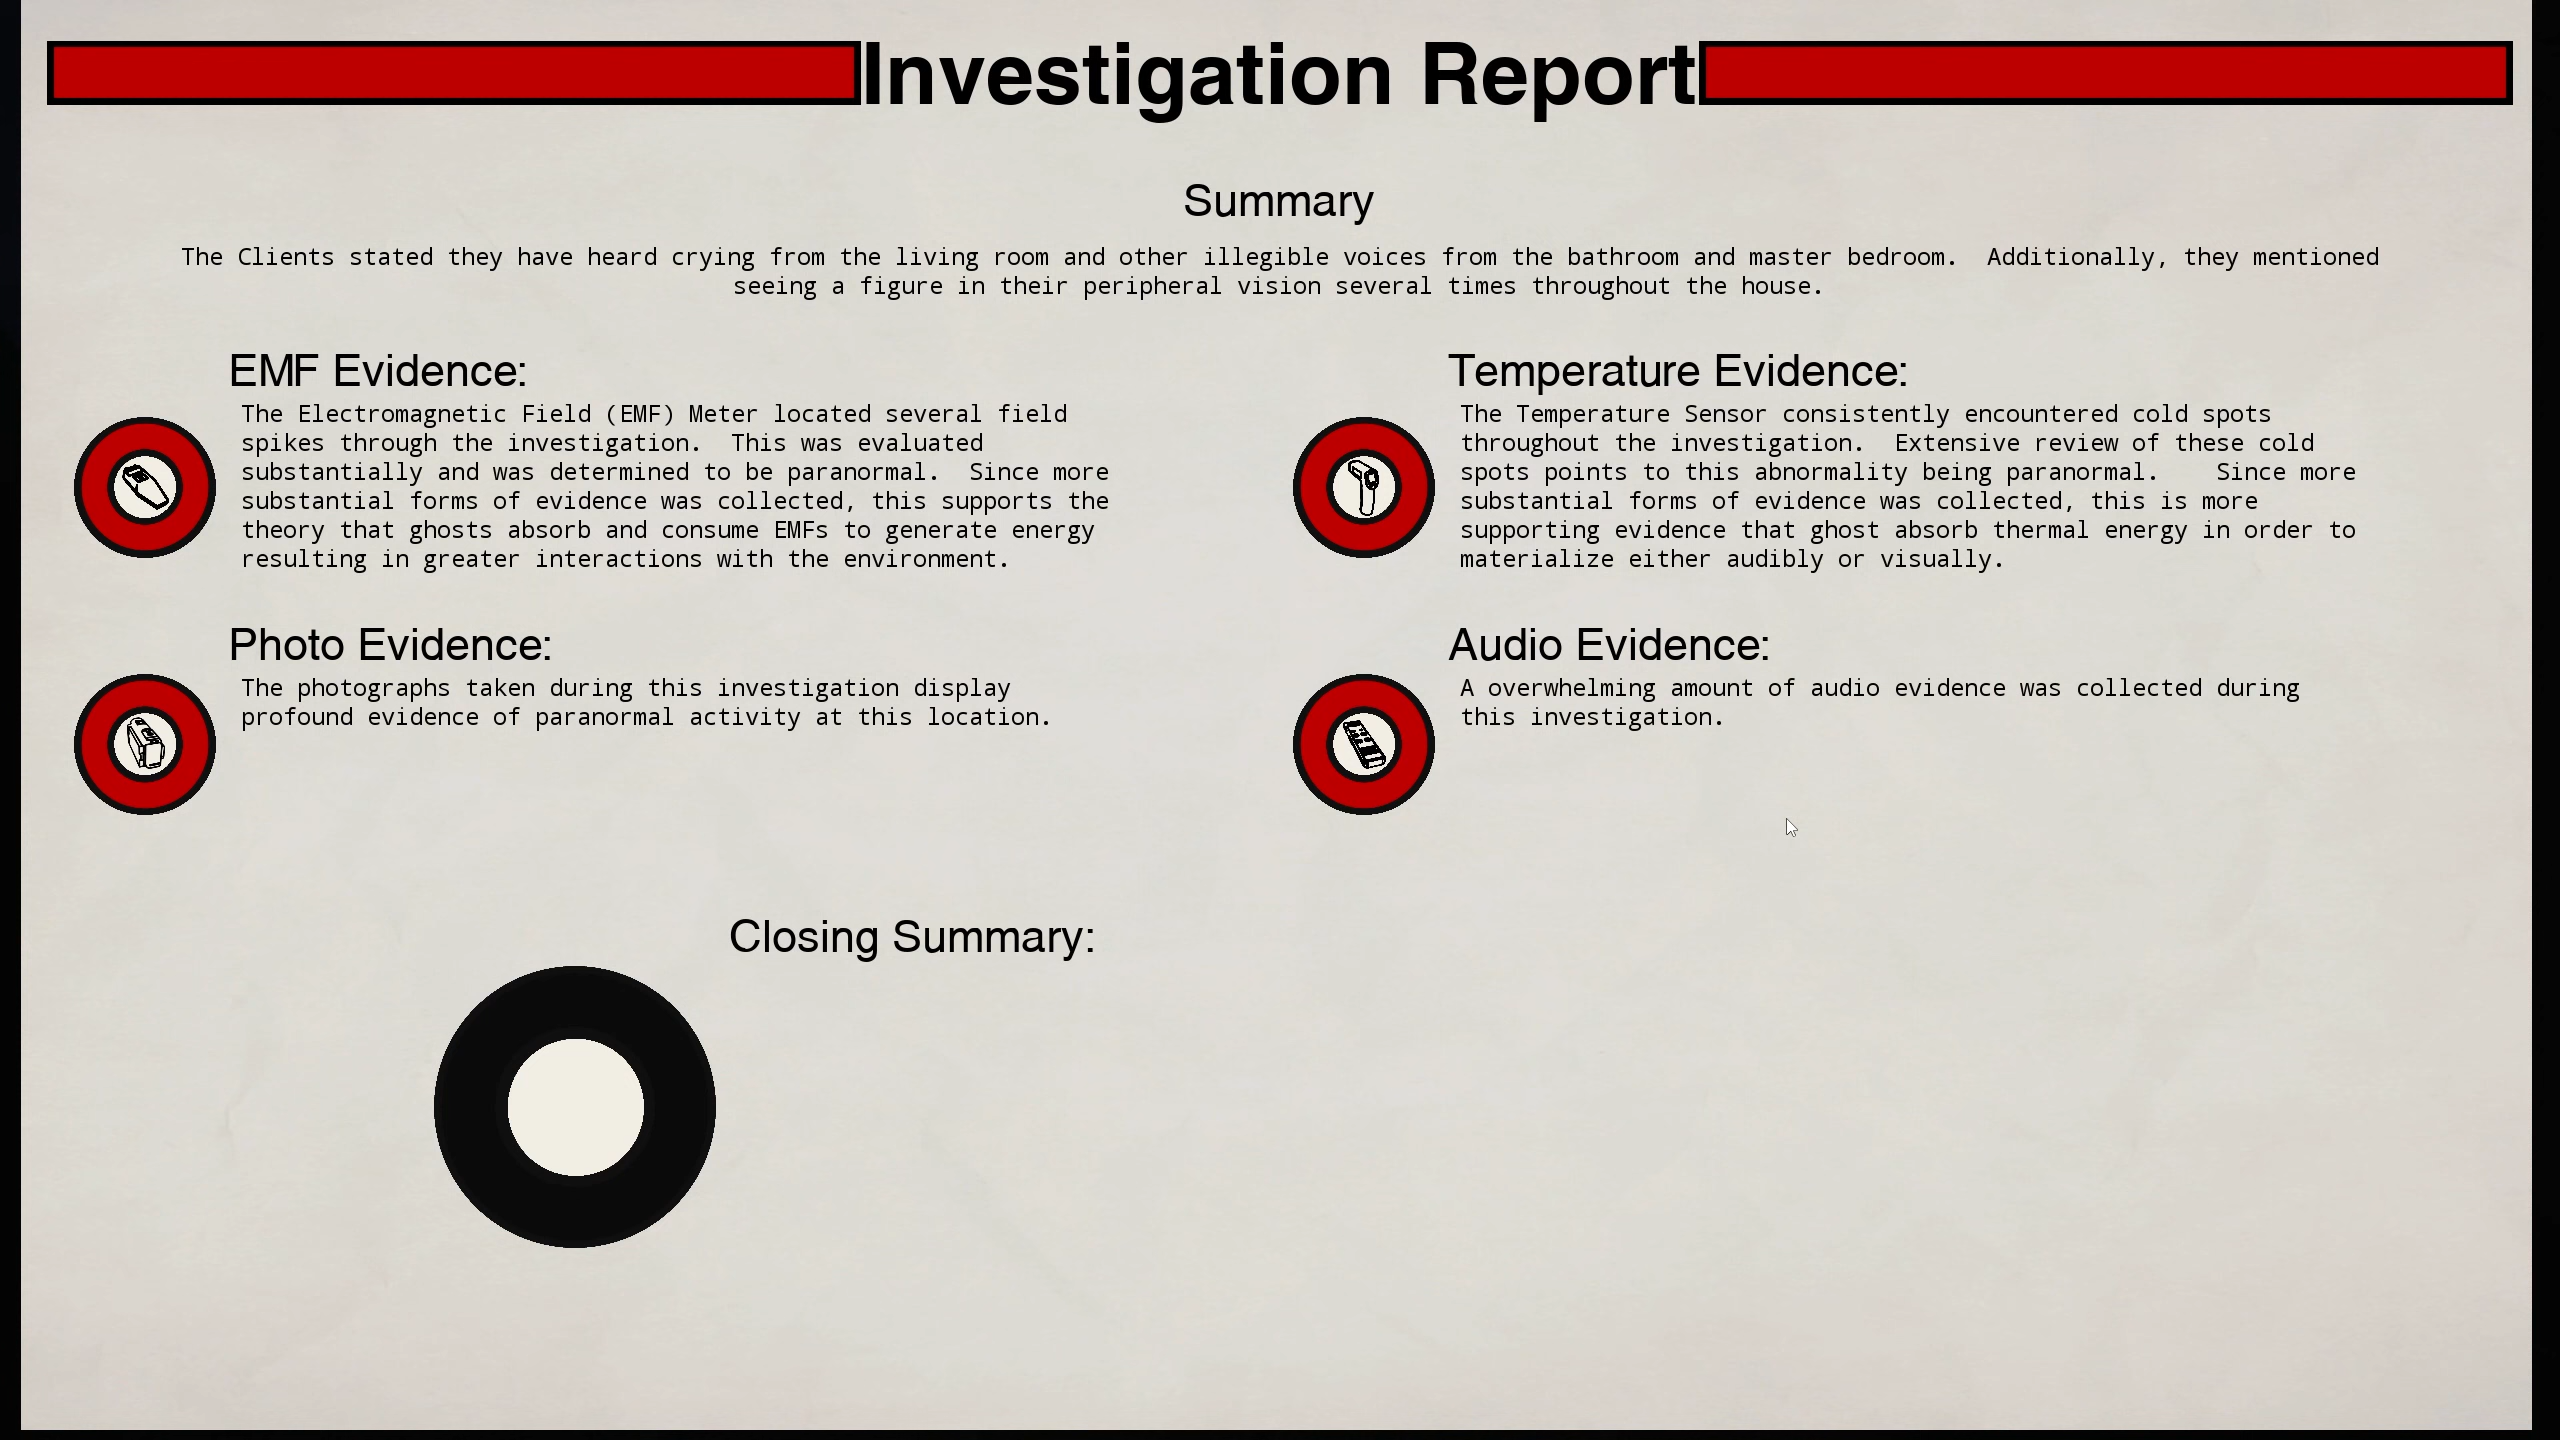 Investigation Report
Summary
The Clients stated they have heard crying from the living room and other illegible voices from the bathroom and master bedroom.  Additionally, they mentioned
seeing a figure in their peripheral vision several times throughout the house.
EMF Evidence:
The Electromagnetic Field (EMF) Meter located several field
spikes through the investigation.  This was evaluated
substantially and was determined to be paranormal.  Since more
substantial forms of evidence was collected, this supports the
theory that ghosts absorb and consume EMFs to generate energy
resulting in greater interactions with the environment.
Temperature Evidence:
The Temperature Sensor consistently encountered cold spots
throughout the investigation.  Extensive review of these cold
spots points to this abnormality being paranormal.    Since more
substantial forms of evidence was collected, this is more
supporting evidence that ghost absorb thermal energy in order to
materialize either audibly or visually.
Photo Evidence:
The photographs taken during this investigation display
profound evidence of paranormal activity at this location.
Audio Evidence:
A overwhelming amount of audio evidence was collected during
this investigation.
Closing Summary: